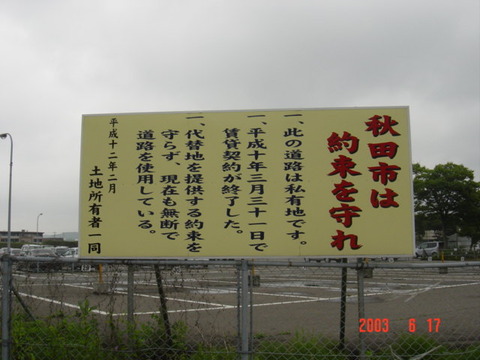 秋田市は
約束を守れ
一、此の道路は私有地です。
一、平成十年三月三十一日で
賃貸契約が終了した。
一、代替地を提供する約束を
守らず、現在も無断で
道路を使用している。
平成十二年二月
土地所有者一同
2003 6 17